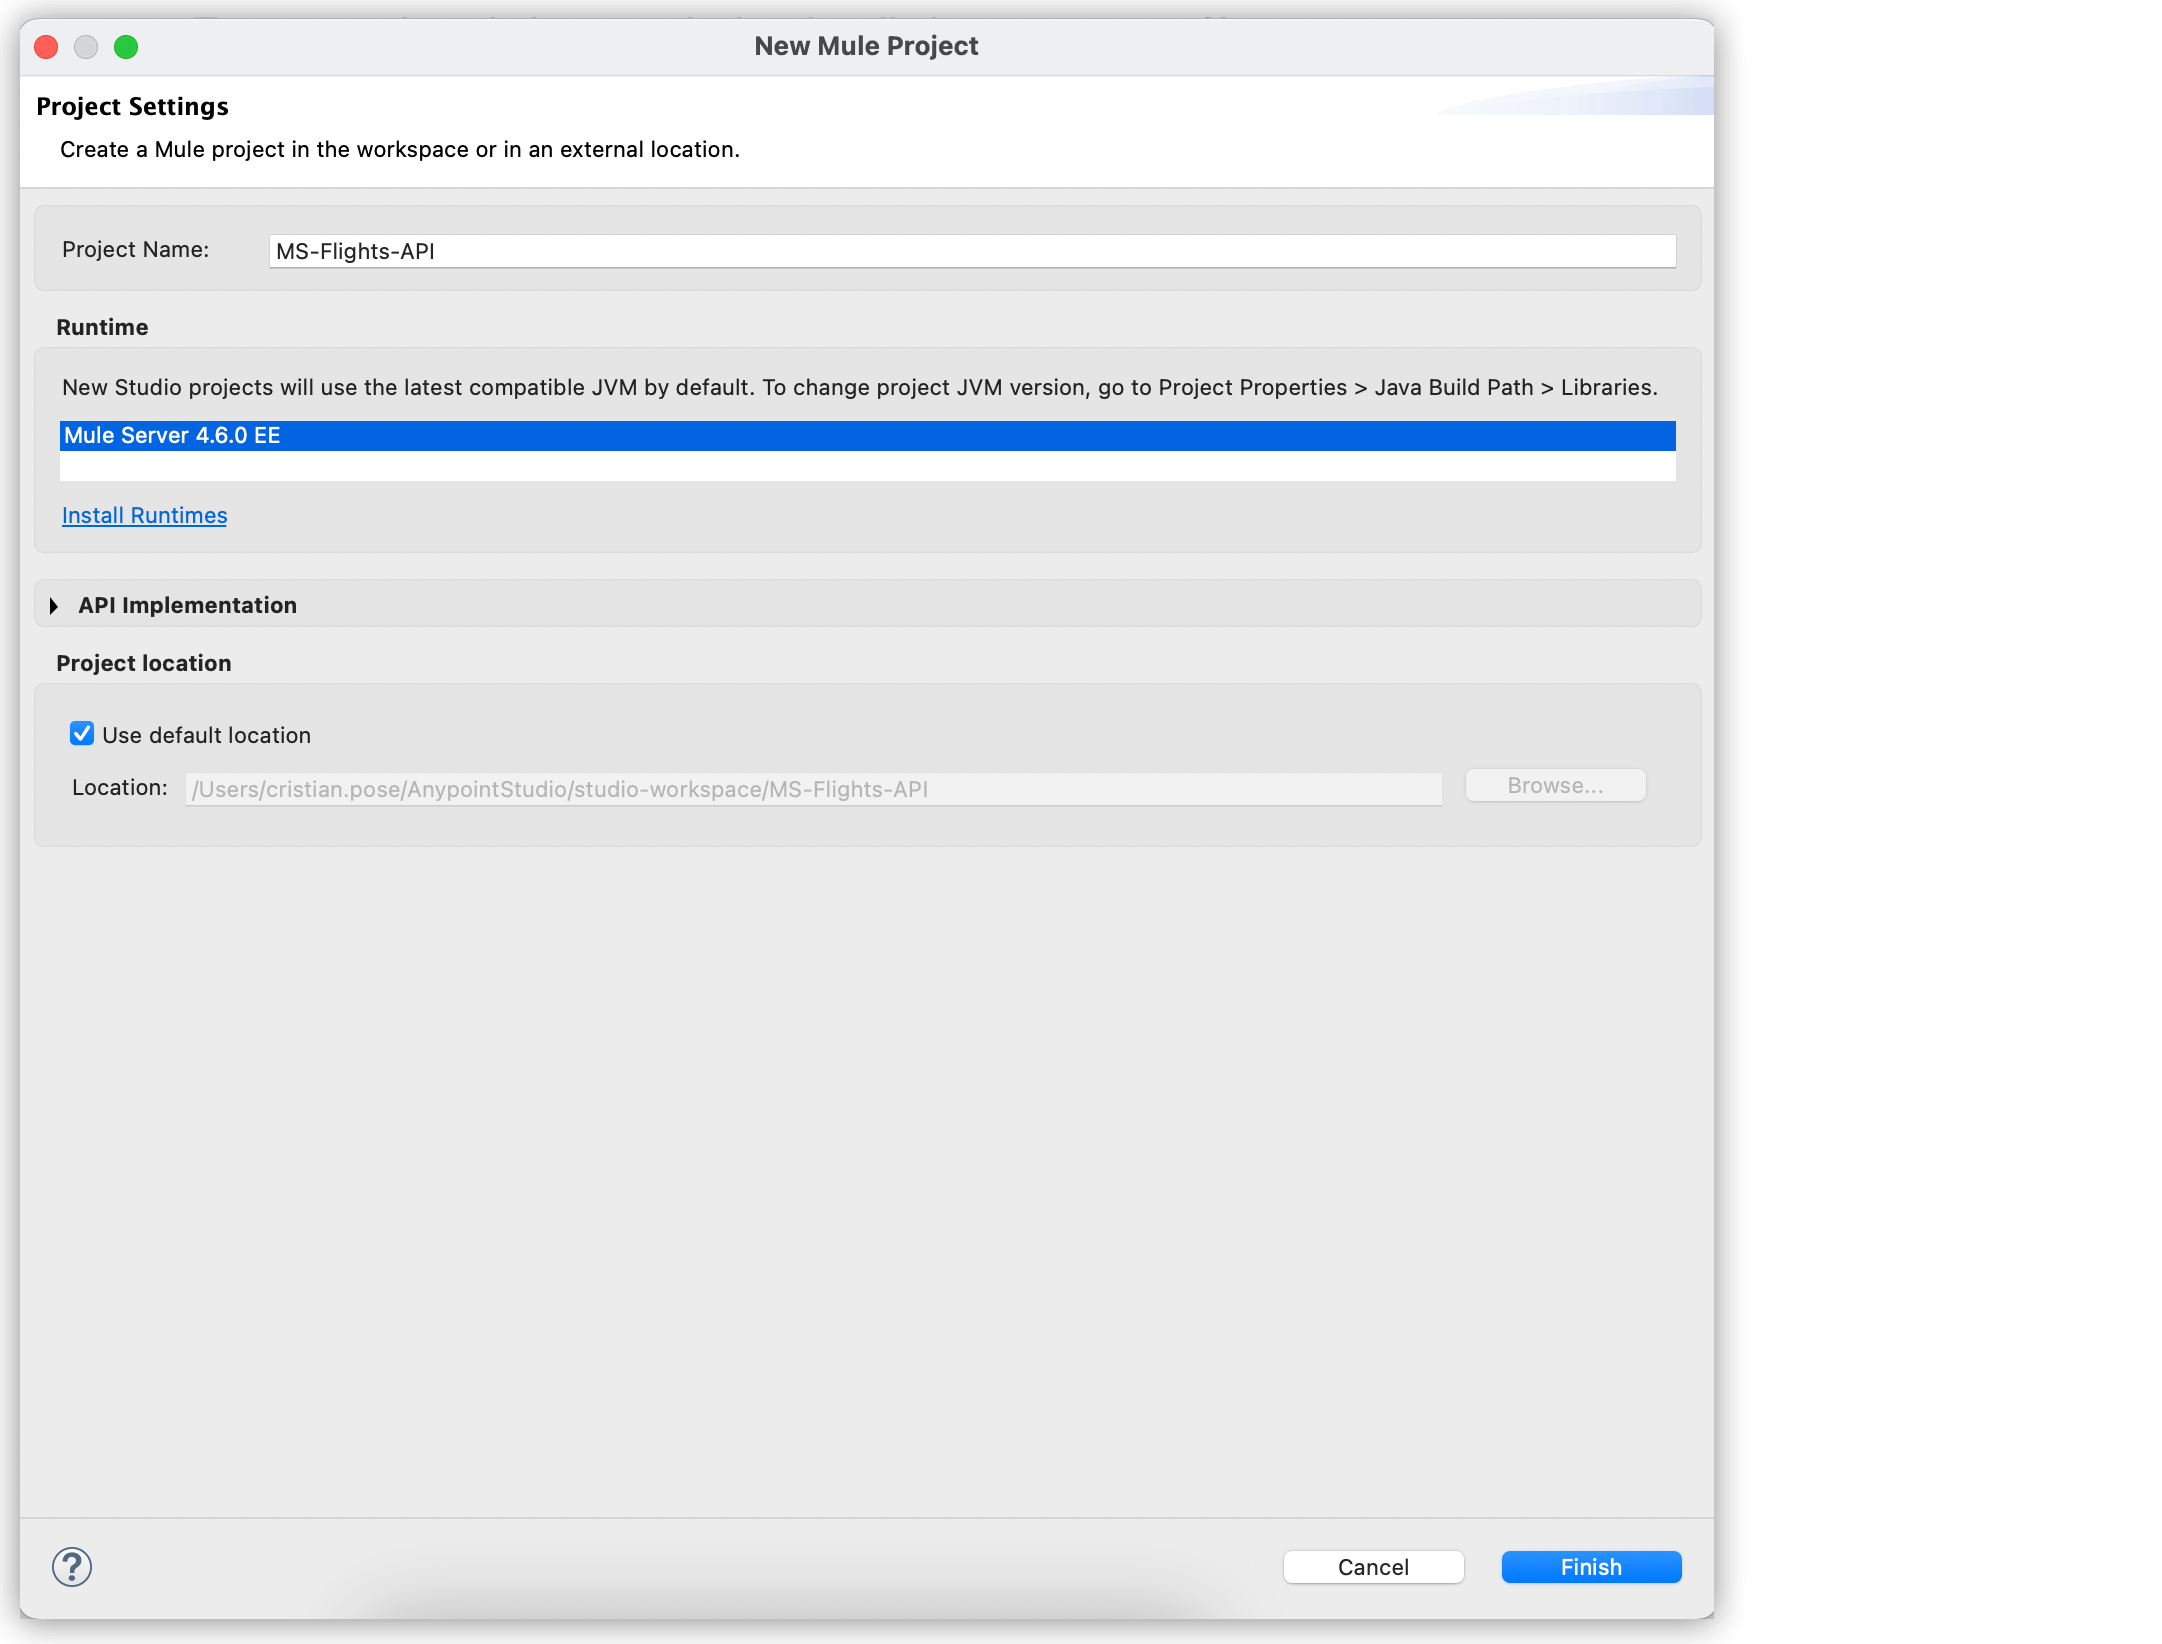 New Mule Project
Project Settings
Create a Mule project in the workspace or in an external location.
Project Name: MS-Flights-API
Runtime
New Studio projects will use the latest compatible JVM by default. To change project JVM version, go to Project Properties > Java Build Path > Libraries.
Mule Server 4.6.0 EE
Install Runtimes
API Implementation
Project location
Use default location
Location: /Users/cristian.pose/AnypointStudio/studio-workspace/MS-Flights-API Browse...
? Cancel Finish